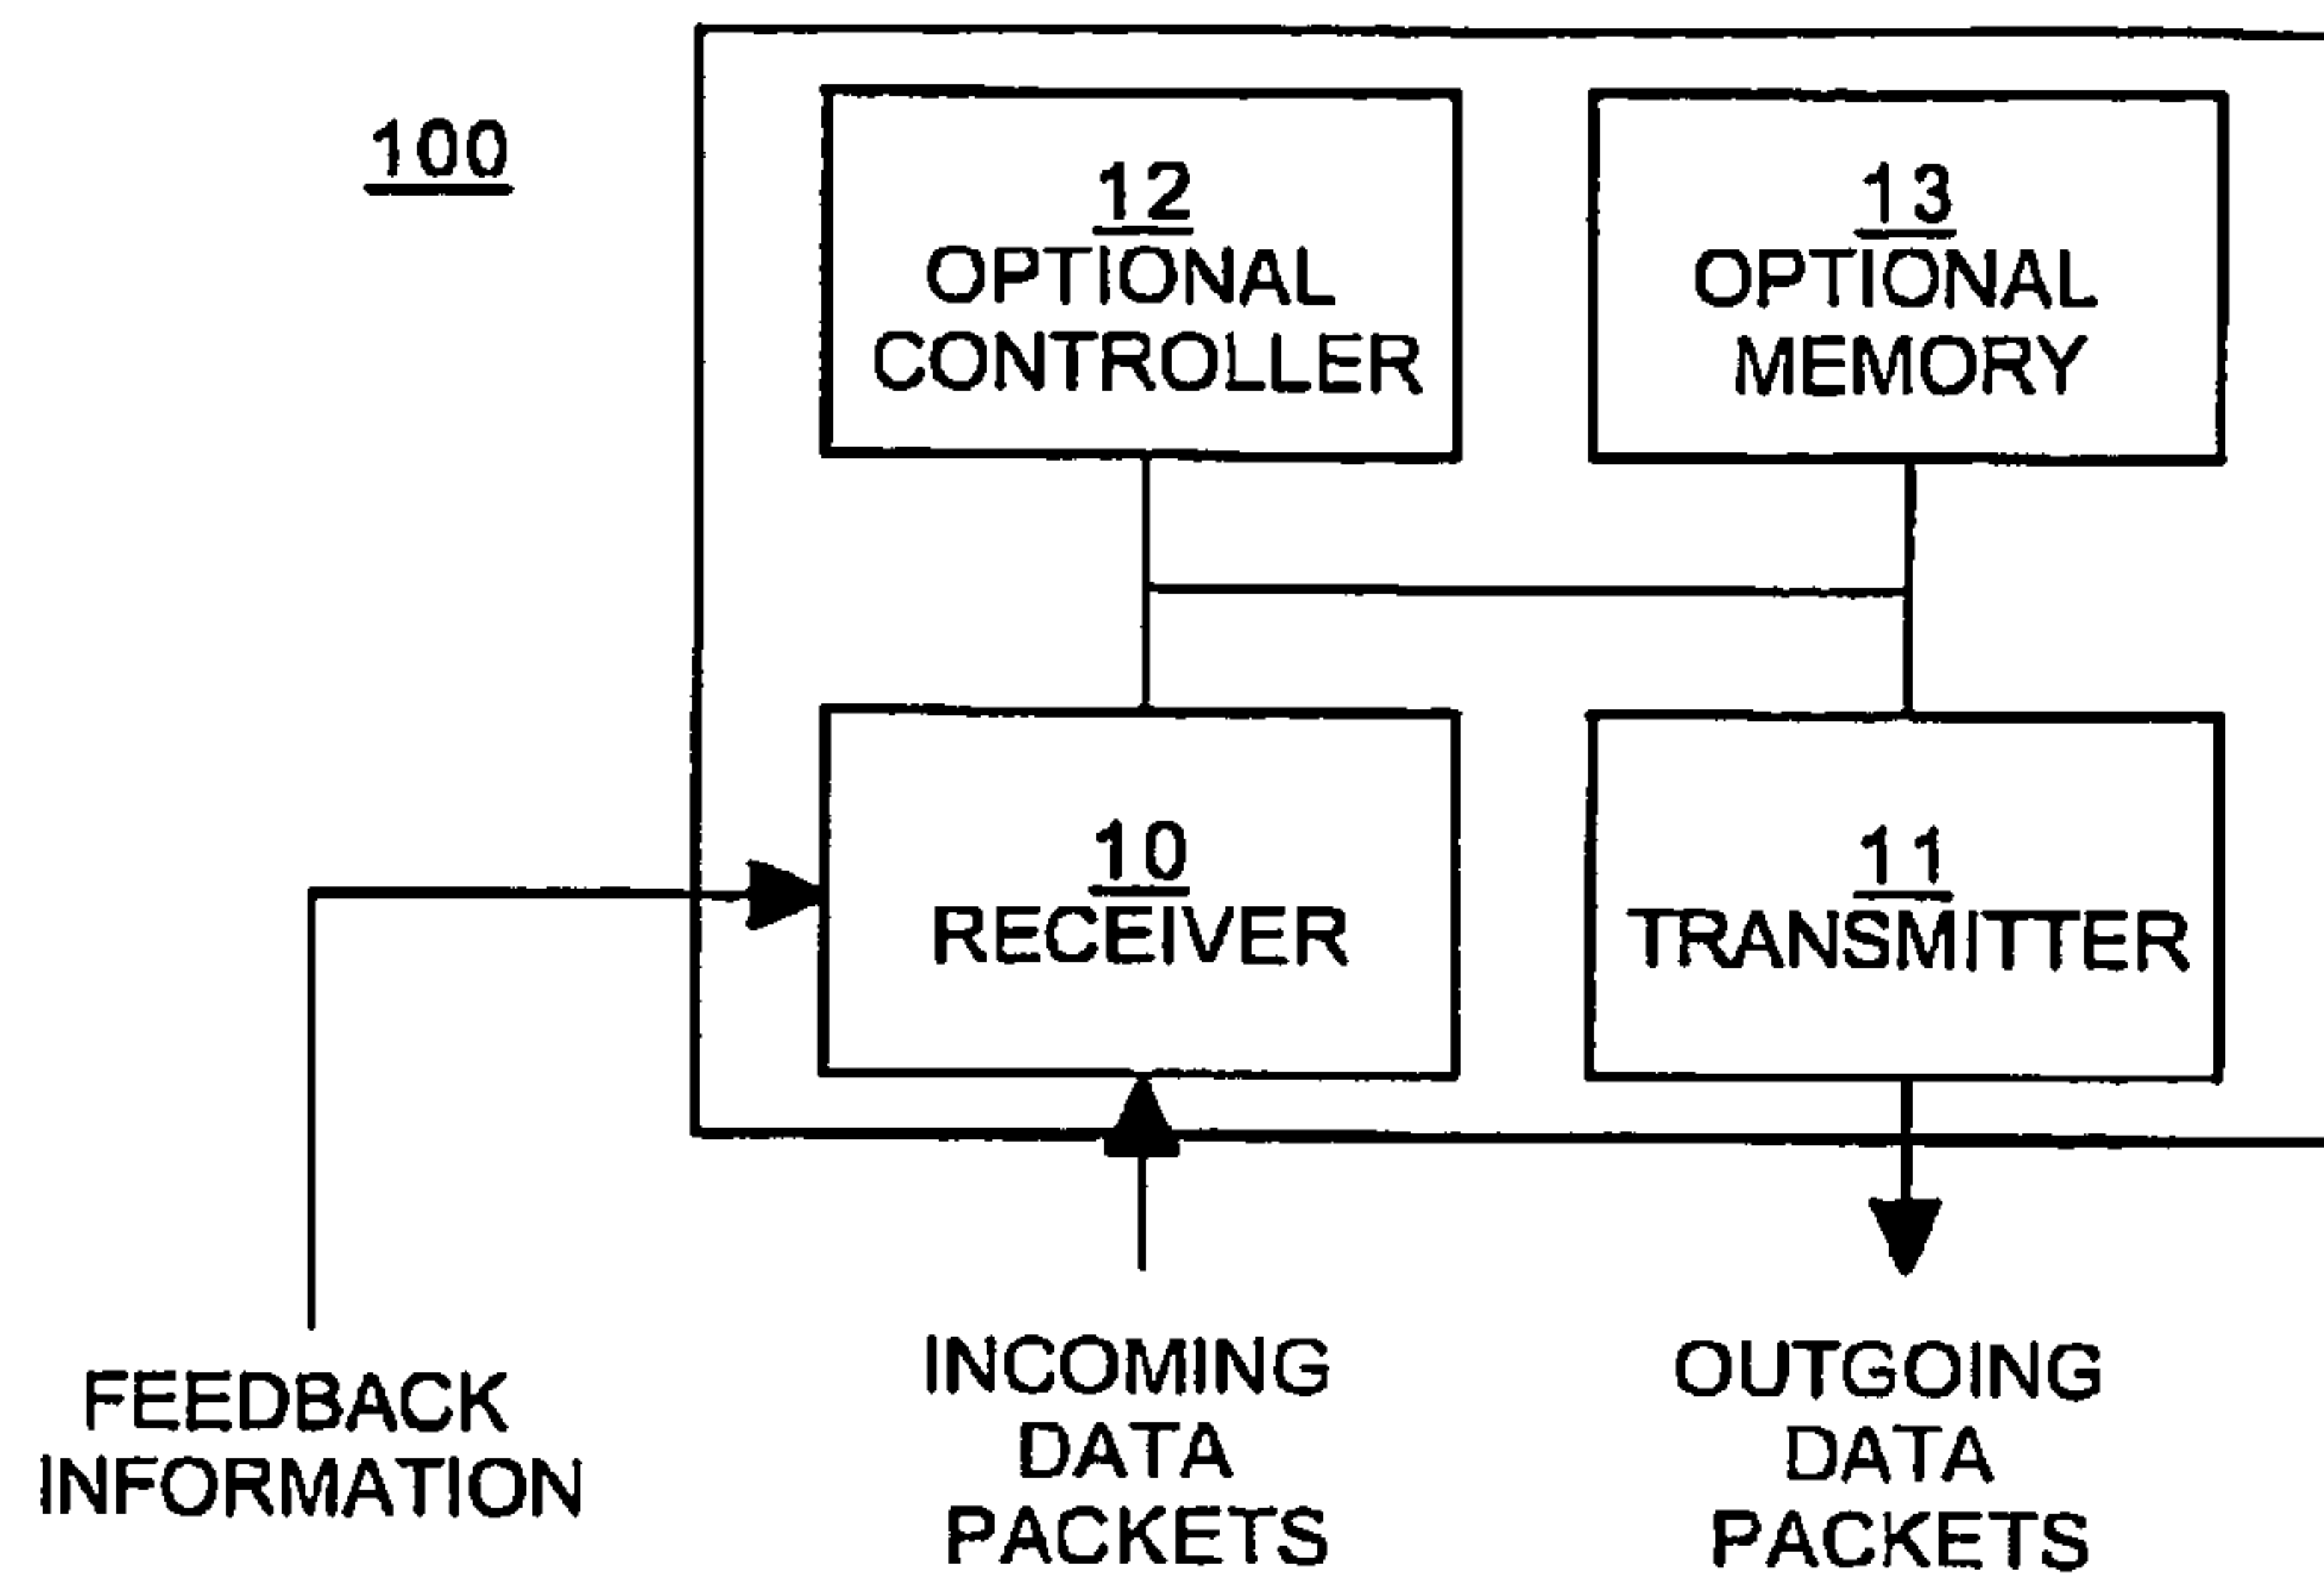 100
12
OPTIONAL
CONTROLLER
13
OPTIONAL
MEMORY
10
RECEIVER
11
TRANSMITTER
FEEDBACK
INFORMATION
INCOMING
DATA
PACKETS
OUTGOING
DATA
PACKETS